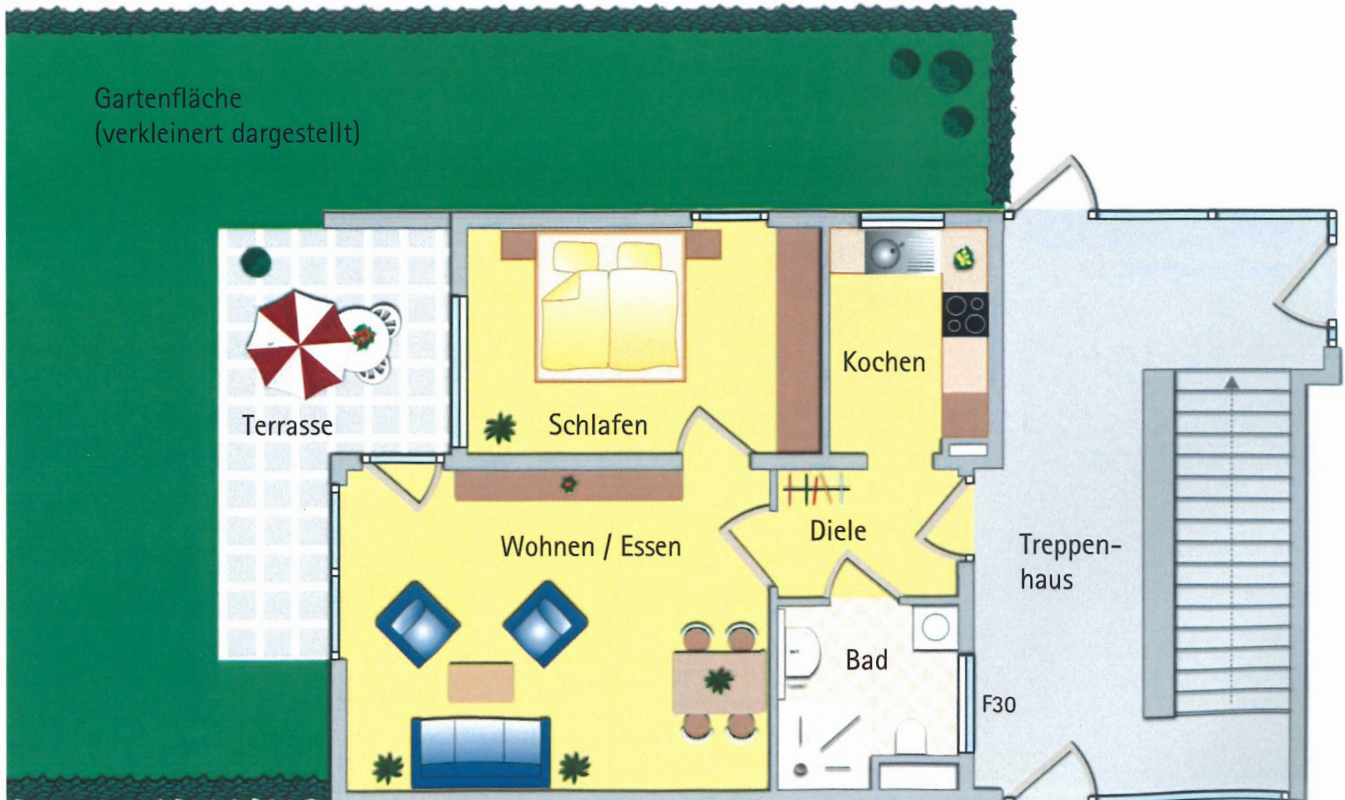 Gartenfläche
(verkleinert dargestellt)
Kochen
Terrasse
Schlafen
Wohnen / Essen
Diele
Treppen-
haus
Bad
F30